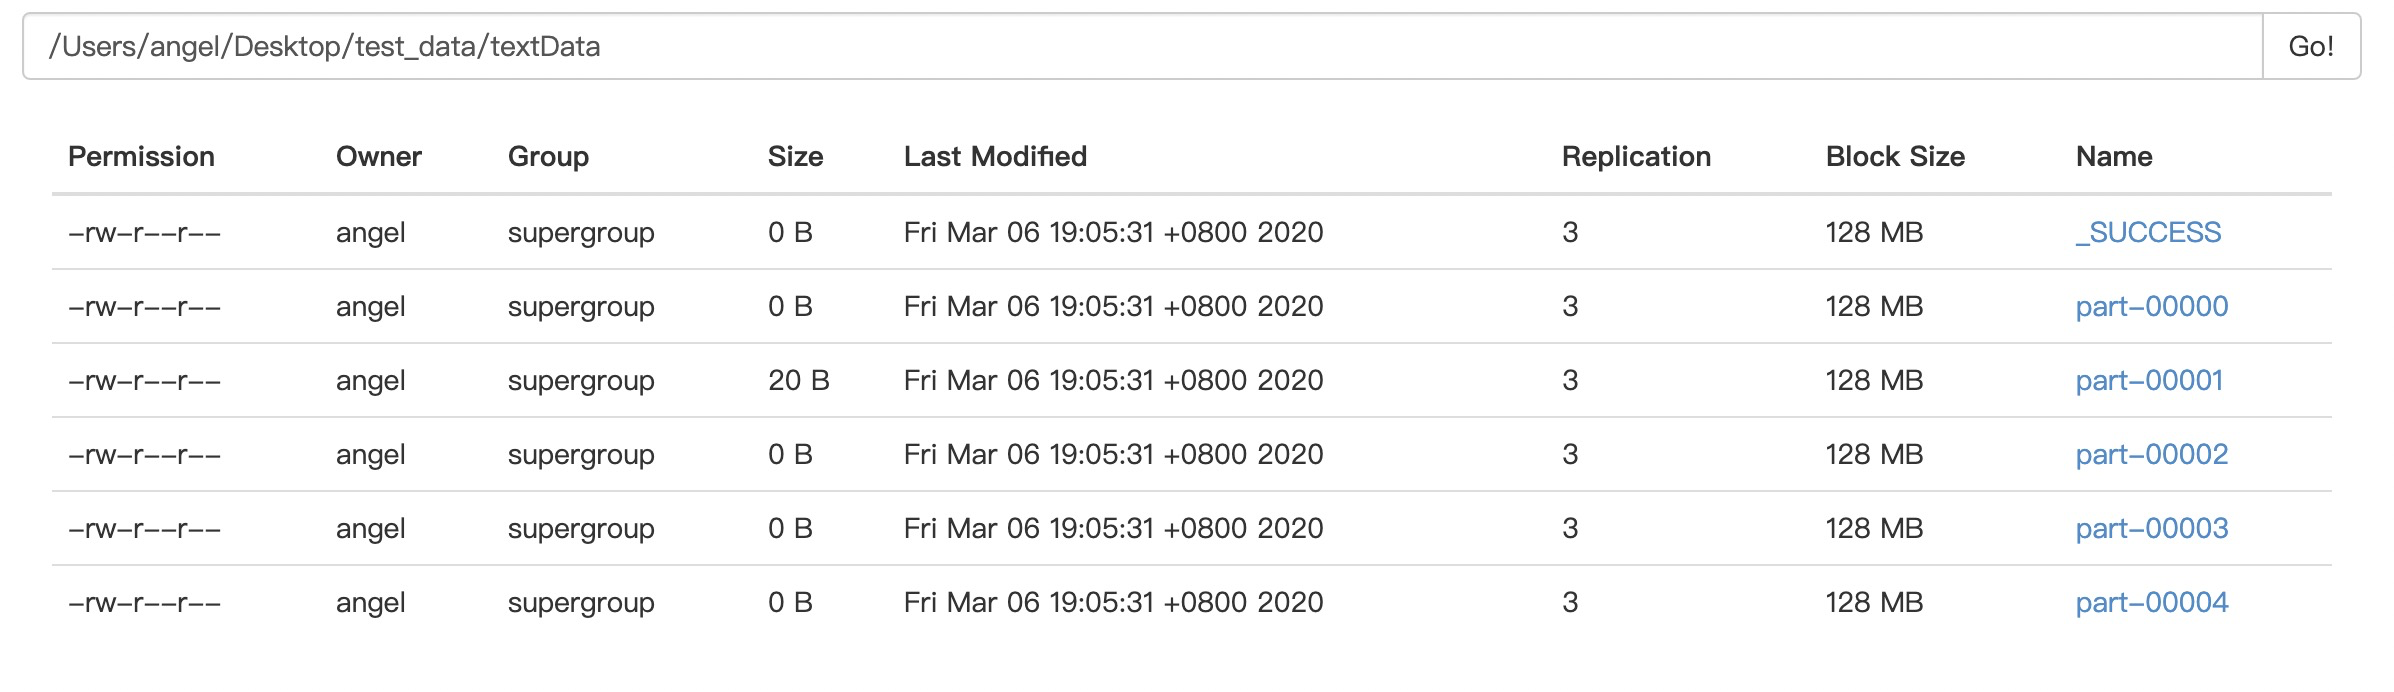 /Users/angel/Desktop/test_data/textData Go!
Permission Owner Group Size Last Modified Replication Block Size Name
-rw-r--r-- angel supergroup 0 B Fri Mar 06 19:05:31 +0800 2020 3 128 MB _SUCCESS
-rw-r--r-- angel supergroup 0 B Fri Mar 06 19:05:31 +0800 2020 3 128 MB part-00000
-rw-r--r-- angel supergroup 20 B Fri Mar 06 19:05:31 +0800 2020 3 128 MB part-00001
-rw-r--r-- angel supergroup 0 B Fri Mar 06 19:05:31 +0800 2020 3 128 MB part-00002
-rw-r--r-- angel supergroup 0 B Fri Mar 06 19:05:31 +0800 2020 3 128 MB part-00003
-rw-r--r-- angel supergroup 0 B Fri Mar 06 19:05:31 +0800 2020 3 128 MB part-00004